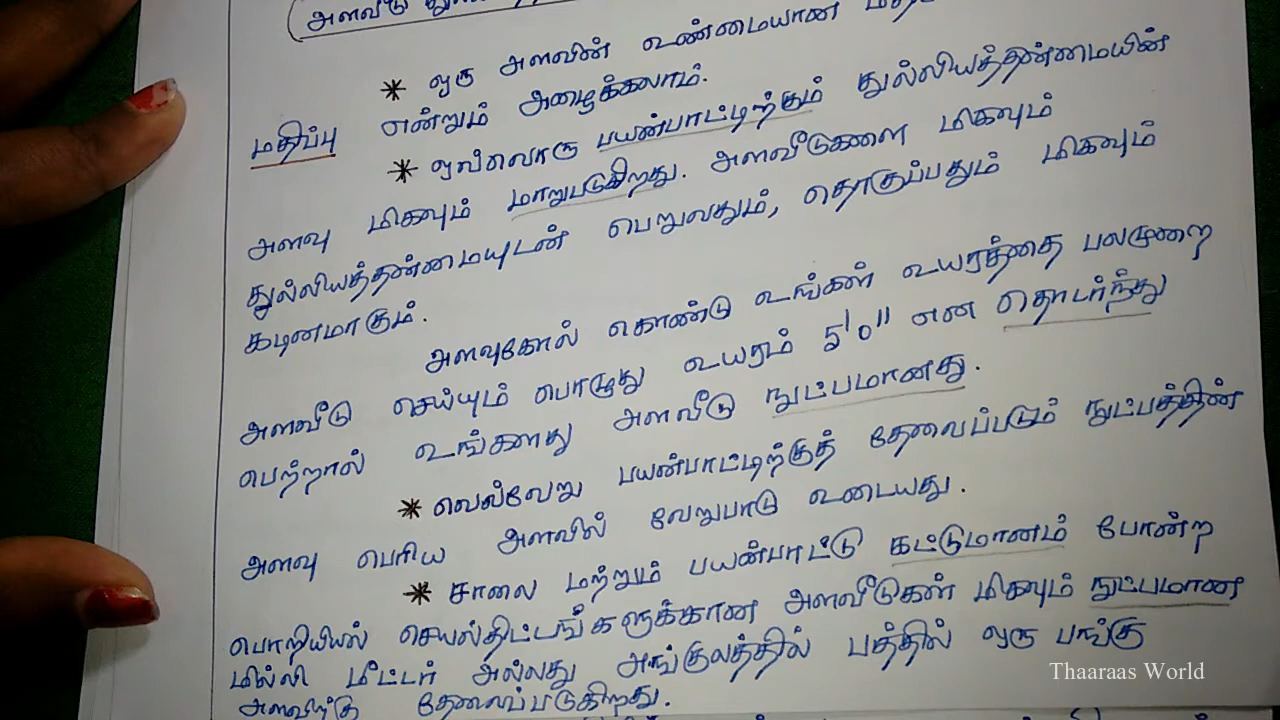 அளவீடு
* ஒரு அளவின் உண்மையான
மதிப்பு என்றும் அழைக்கலாம்.
* ஒவ்வொரு பயன்பாட்டிற்கும் துல்லியத்தன்மையின்
அளவு மிகவும் மாறுபடுகிறது. அளவீடுகளை மிகவும்
துல்லியத்தன்மையுடன் பெறுவதும், தொகுப்பதும் மிகவும்
கடினமாகும்.
அளவுகோல் கொண்டு உங்கள் உயரத்தை பலமுறை
அளவீடு செய்யும் பொழுது உயரம் 5'0" என தொடர்ந்து
பெற்றால் உங்களது அளவீடு நுட்பமானது.
* வெவ்வேறு பயன்பாட்டிற்குத் தேவைப்படும் நுட்பத்தின்
அளவு பெரிய அளவில் வேறுபாடு உடையது.
* சாலை மற்றும் பயன்பாட்டு கட்டுமானம் போன்ற
பொறியியல் செயல்திட்டங்களுக்கான அளவீடுகள் மிகவும் நுட்பமான
மில்லி மீட்டர் அல்லது அங்குலத்தில் பத்தில் ஒரு பங்கு
அளவிற்கு தேவைப்படுகிறது.
Thaaraas World